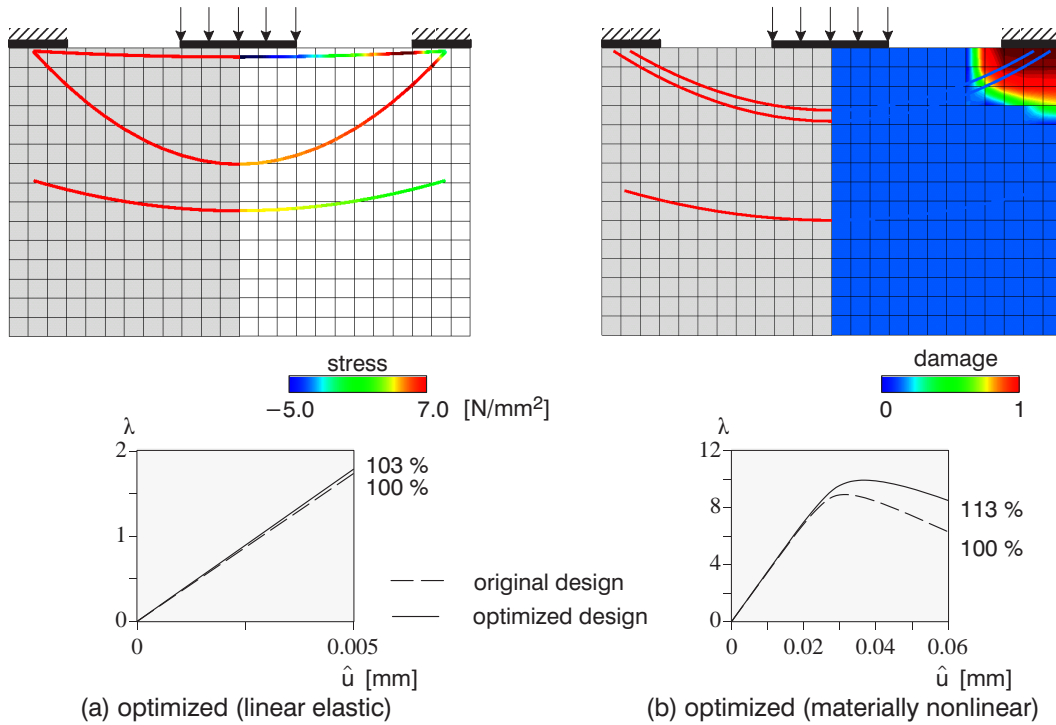 stress
−5.0 7.0 [N/mm²]
damage
0 1
λ
2
1
0
0 0.005
û [mm]
103 %
100 %
original design
optimized design
(a) optimized (linear elastic)
λ
12
8
4
0
0 0.02 0.04 0.06
û [mm]
113 %
100 %
(b) optimized (materially nonlinear)